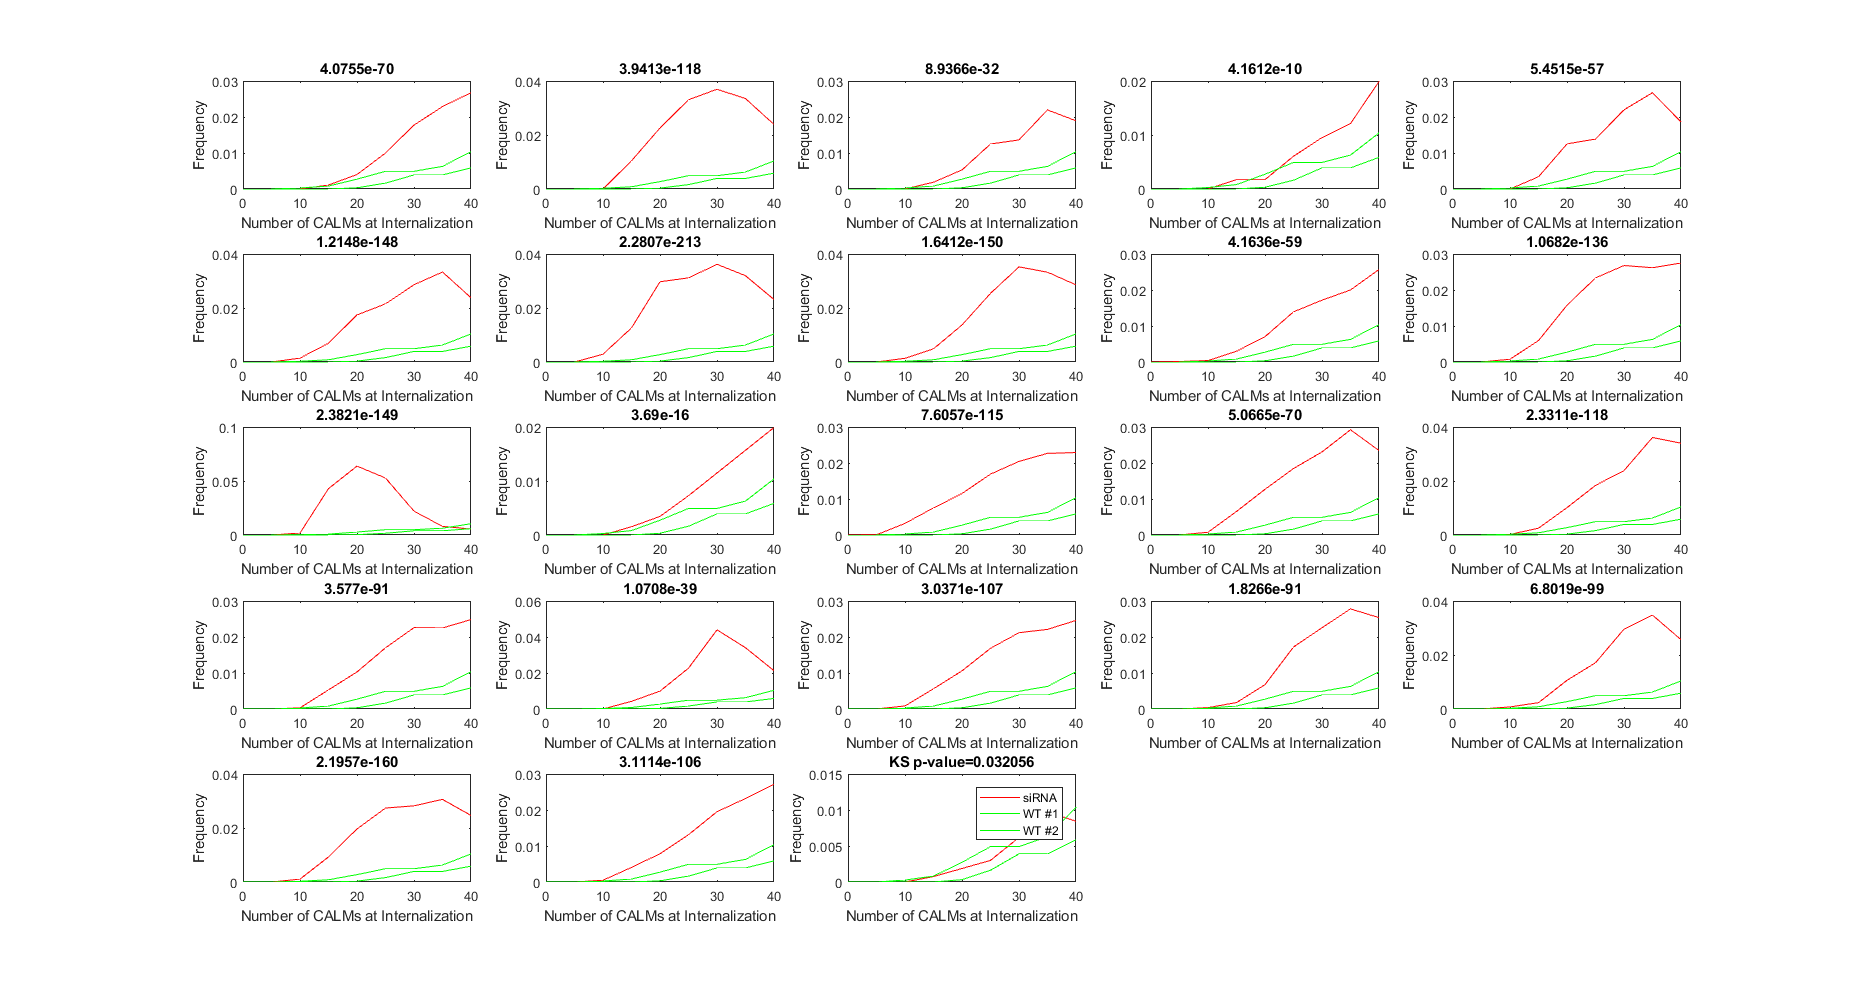 4.0755e-70
0.03
0.02
0.01
0
Frequency
0 10 20 30 40
Number of CALMs at Internalization
3.9413e-118
0.04
0.02
0
Frequency
0 10 20 30 40
Number of CALMs at Internalization
8.9366e-32
0.03
0.02
0.01
0
Frequency
0 10 20 30 40
Number of CALMs at Internalization
4.1612e-10
0.02
0.01
0
Frequency
0 10 20 30 40
Number of CALMs at Internalization
5.4515e-57
0.03
0.02
0.01
0
Frequency
0 10 20 30 40
Number of CALMs at Internalization
1.2148e-148
0.04
0.02
0
Frequency
0 10 20 30 40
Number of CALMs at Internalization
2.2807e-213
0.04
0.02
0
Frequency
0 10 20 30 40
Number of CALMs at Internalization
1.6412e-150
0.04
0.02
0
Frequency
0 10 20 30 40
Number of CALMs at Internalization
4.1636e-59
0.03
0.02
0.01
0
Frequency
0 10 20 30 40
Number of CALMs at Internalization
1.0682e-136
0.03
0.02
0.01
0
Frequency
0 10 20 30 40
Number of CALMs at Internalization
2.3821e-149
0.1
0.05
0
Frequency
0 10 20 30 40
Number of CALMs at Internalization
3.69e-16
0.02
0.01
0
Frequency
0 10 20 30 40
Number of CALMs at Internalization
7.6057e-115
0.03
0.02
0.01
0
Frequency
0 10 20 30 40
Number of CALMs at Internalization
5.0665e-70
0.03
0.02
0.01
0
Frequency
0 10 20 30 40
Number of CALMs at Internalization
2.3311e-118
0.04
0.02
0
Frequency
0 10 20 30 40
Number of CALMs at Internalization
3.577e-91
0.03
0.02
0.01
0
Frequency
0 10 20 30 40
Number of CALMs at Internalization
1.0708e-39
0.06
0.04
0.02
0
Frequency
0 10 20 30 40
Number of CALMs at Internalization
3.0371e-107
0.03
0.02
0.01
0
Frequency
0 10 20 30 40
Number of CALMs at Internalization
1.8266e-91
0.03
0.02
0.01
0
Frequency
0 10 20 30 40
Number of CALMs at Internalization
6.8019e-99
0.04
0.02
0
Frequency
0 10 20 30 40
Number of CALMs at Internalization
2.1957e-160
0.04
0.02
0
Frequency
0 10 20 30 40
Number of CALMs at Internalization
3.1114e-106
0.03
0.02
0.01
0
Frequency
0 10 20 30 40
Number of CALMs at Internalization
KS p-value=0.032056
0.015
0.01
0.005
0
Frequency
siRNA
WT #1
WT #2
0 10 20 30 40
Number of CALMs at Internalization